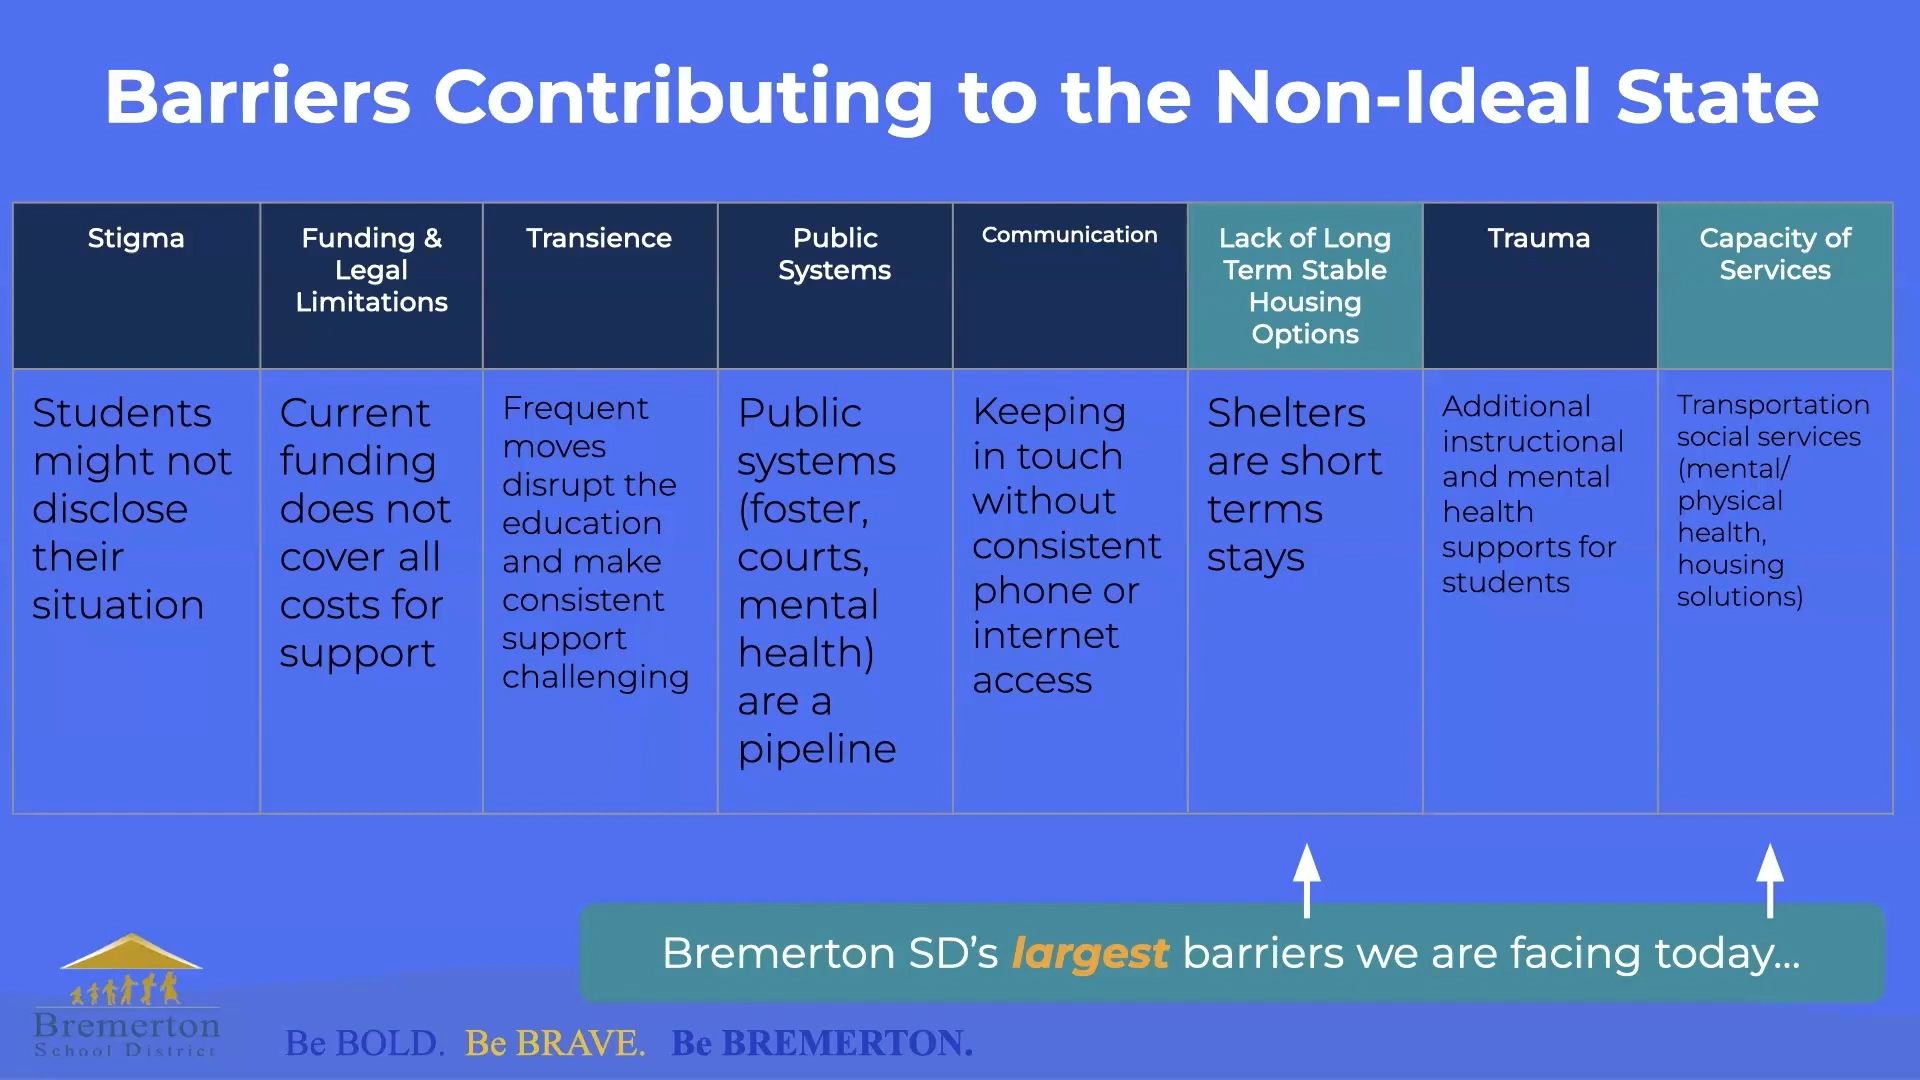 Barriers Contributing to the Non-Ideal State
Stigma
Funding &
Legal
Limitations
Transience
Public
Systems
Communication
Lack of Long
Term Stable
Housing
Options
Trauma
Capacity of
Services
Students
might not
disclose
their
situation
Current
funding
does not
cover all
costs for
support
Frequent
moves
disrupt the
education
and make
consistent
support
challenging
Public
systems
(foster,
courts,
mental
health)
are a
pipeline
Keeping
in touch
without
consistent
phone or
internet
access
Shelters
are short
terms
stays
Additional
instructional
and mental
health
supports for
students
Transportation
social services
(mental/
physical
health,
housing
solutions)
Bremerton SD's largest barriers we are facing today...
Bremerton
School District
Be BOLD. Be BRAVE. Be BREMERTON.